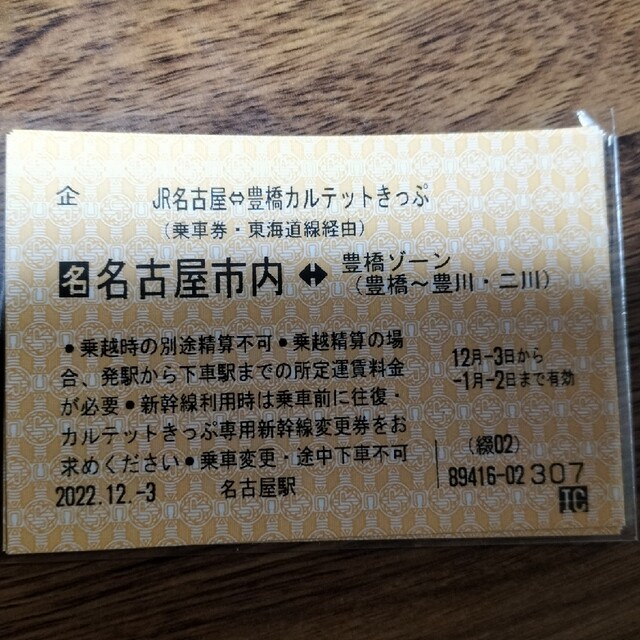 企 JR名古屋⇔豊橋カルテットきっぷ
(乗車券・東海道線経由)
名 名古屋市内 ↔ 豊橋ゾーン
(豊橋～豊川・二川)
●乗越時の別途精算不可●乗越精算の場
合、発駅から下車駅までの所定運賃料金
が必要●新幹線利用時は乗車前に往復・
カルテットきっぷ専用新幹線変更券をお
求めください●乗車変更・途中下車不可
12月-3日から
-1月-2日まで有効
2022.12.-3 名古屋駅
(綴02)
89416-02 307
IC